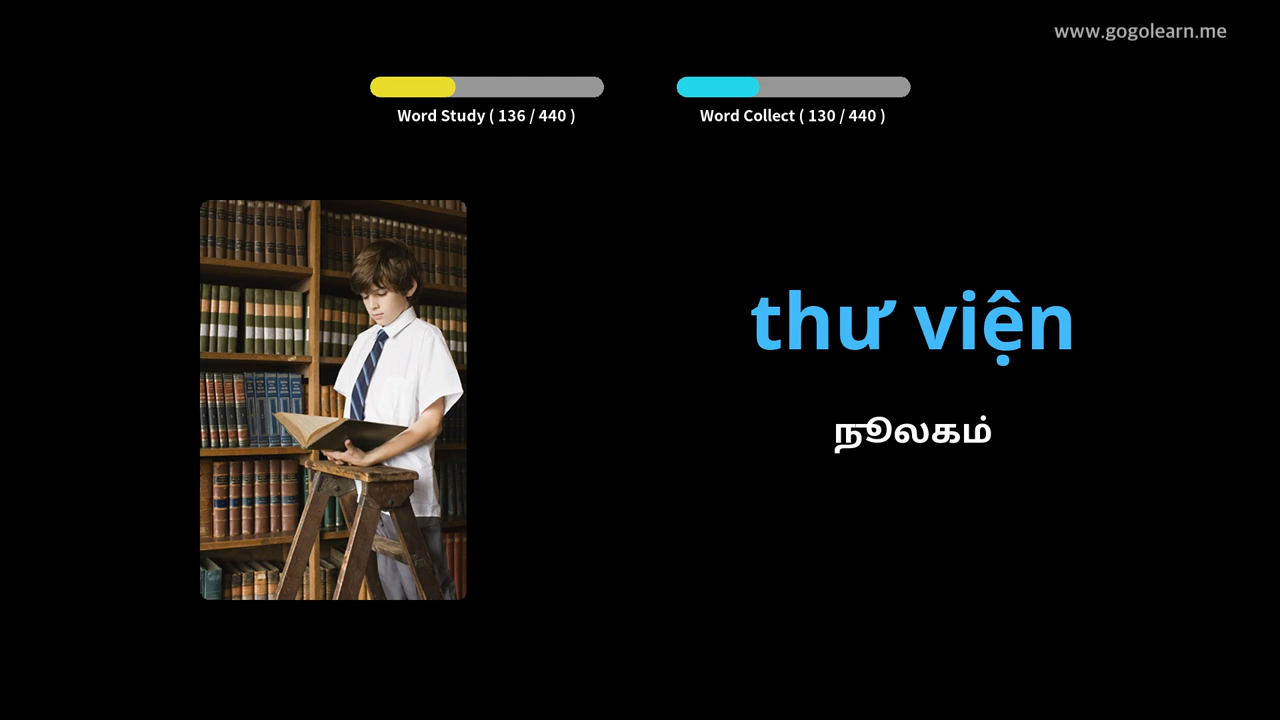 www.gogolearn.me
Word Study ( 136 / 440 )
Word Collect ( 130 / 440 )
thư viện
நூலகம்